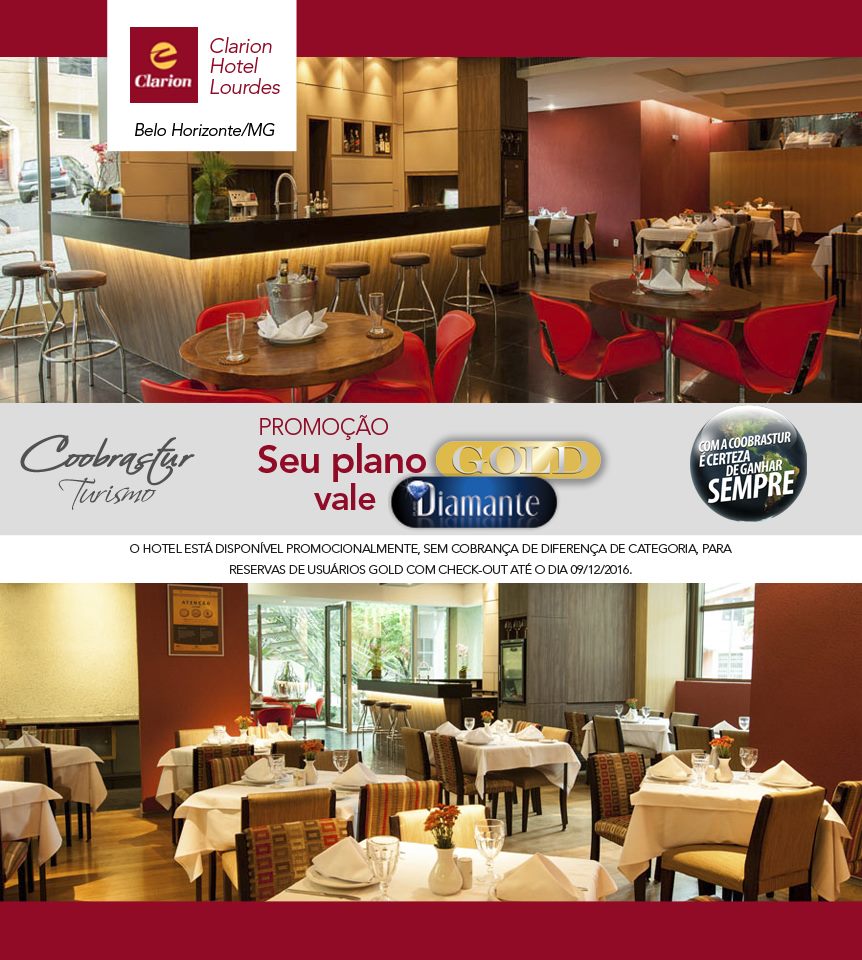 Clarion
Clarion
Hotel
Lourdes
Belo Horizonte/MG
Coobrastur
Turismo
PROMOÇÃO
Seu plano GOLD
vale Diamante
COM A COOBRASTUR
É CERTEZA
DE GANHAR
SEMPRE
O HOTEL ESTÁ DISPONÍVEL PROMOCIONALMENTE, SEM COBRANÇA DE DIFERENÇA DE CATEGORIA, PARA
RESERVAS DE USUÁRIOS GOLD COM CHECK-OUT ATÉ O DIA 09/12/2016.
ATENÇÃO